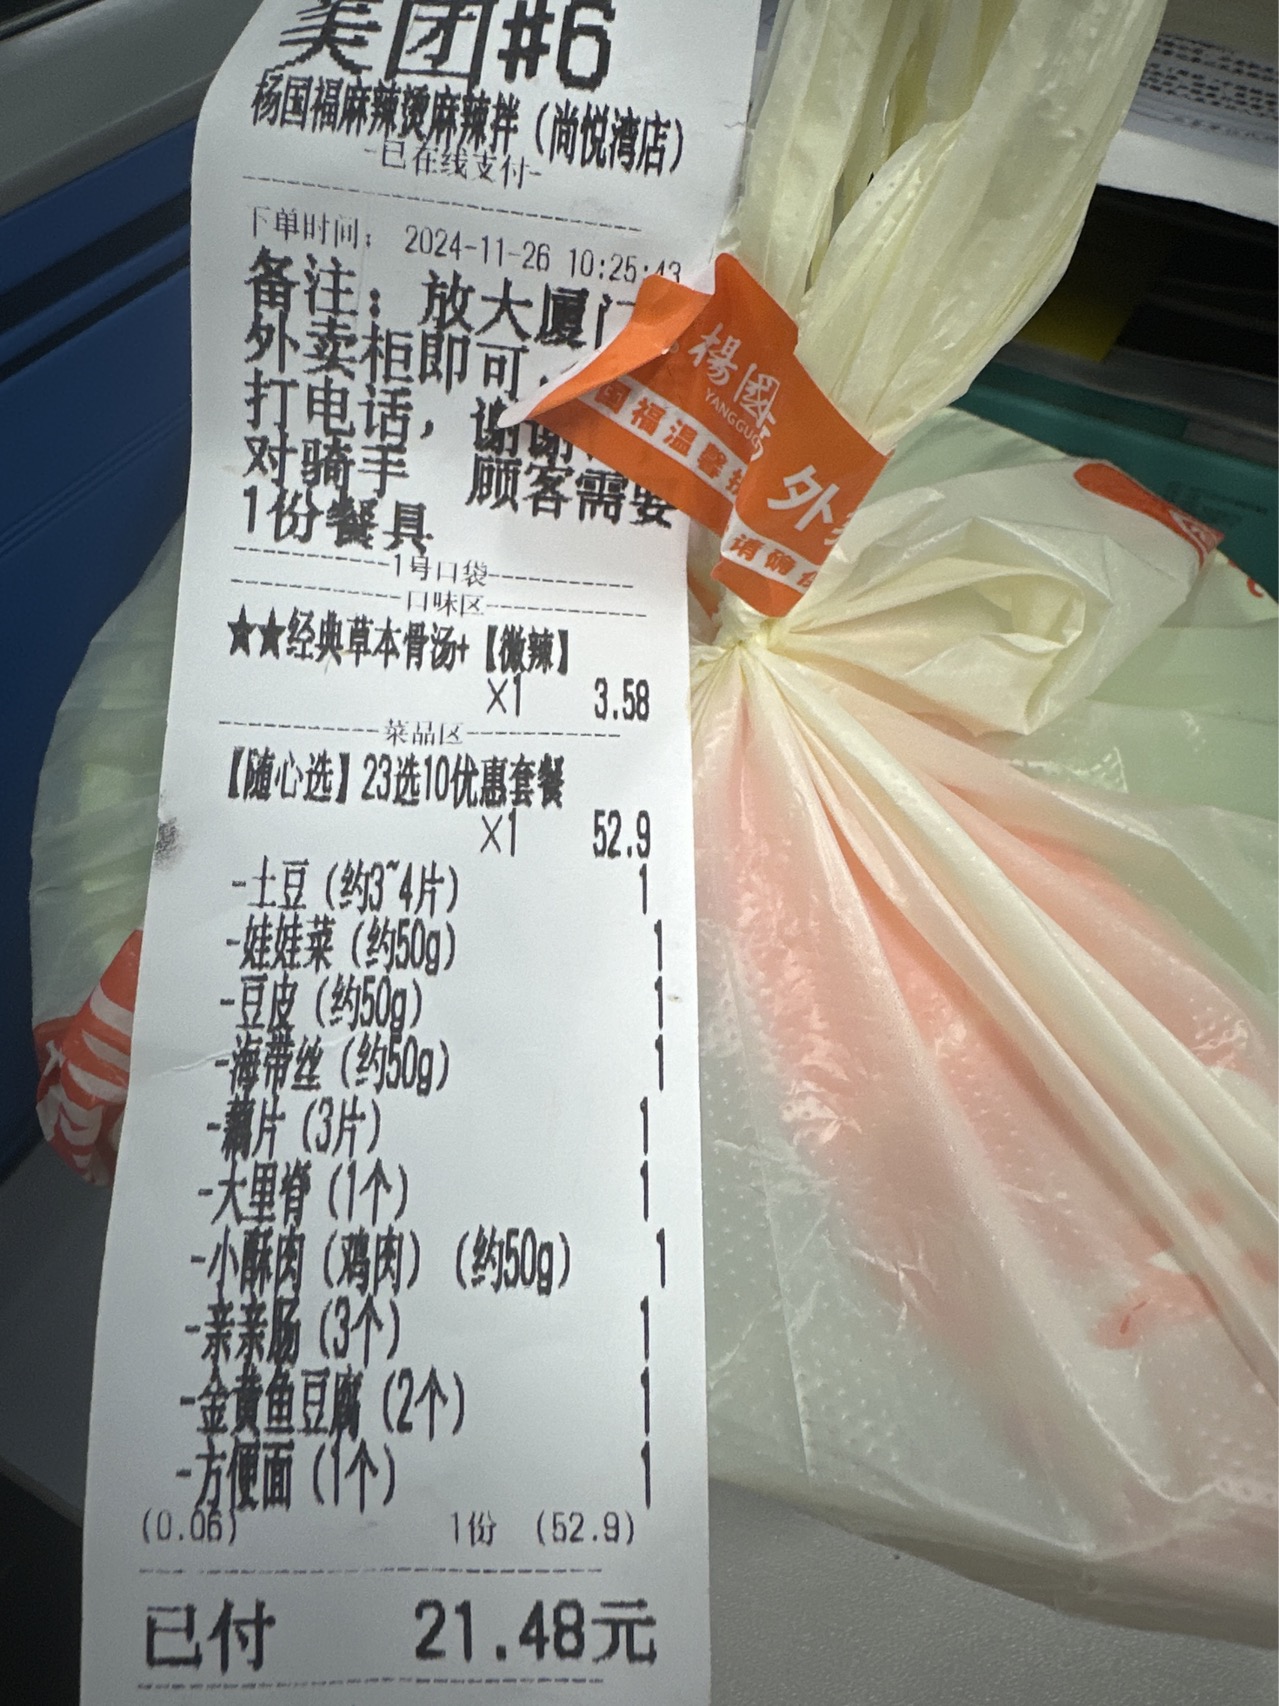 美团#6
杨国福麻辣烫麻辣拌（尚悦湾店）
-已在线支付-
下单时间： 2024-11-26 10:25:43
备注：放大厦门
外卖柜即可，
打电话，谢谢
对骑手 顾客需要
1份餐具
1号口袋
口味区
★★经典草本骨汤+【微辣】
×1 3.58
菜品区
【随心选】23选10优惠套餐
×1 52.9
-土豆（约3~4片） 1
-娃娃菜（约50g） 1
-豆皮（约50g） 1
-海带丝（约50g） 1
-藕片（3片） 1
-大里脊（1个） 1
-小酥肉（鸡肉）（约50g） 1
-亲亲肠（3个） 1
-金黄鱼豆腐（2个） 1
-方便面（1个） 1
(0.06) 1份 (52.9)
已付 21.48元
楊國
YANGGUO
国福温馨
外
请确